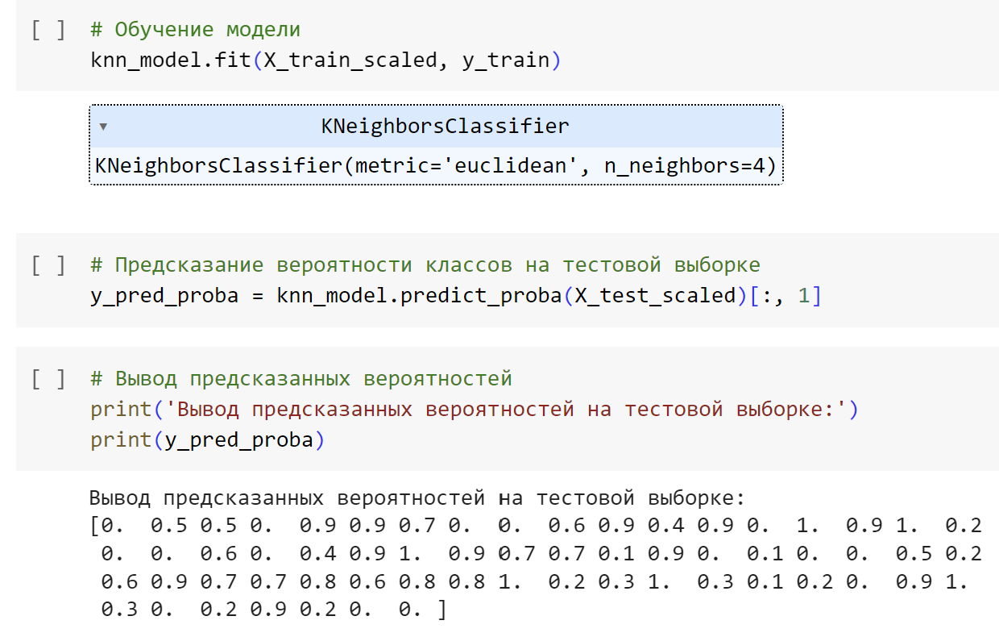 [ ] # Обучение модели
knn_model.fit(X_train_scaled, y_train)
▾ KNeighborsClassifier
KNeighborsClassifier(metric='euclidean', n_neighbors=4)
[ ] # Предсказание вероятности классов на тестовой выборке
y_pred_proba = knn_model.predict_proba(X_test_scaled)[:, 1]
[ ] # Вывод предсказанных вероятностей
print('Вывод предсказанных вероятностей на тестовой выборке:')
print(y_pred_proba)
Вывод предсказанных вероятностей на тестовой выборке:
[0.  0.5 0.5 0.  0.9 0.9 0.7 0.  0.  0.6 0.9 0.4 0.9 0.  1.  0.9 1.  0.2
 0.  0.  0.6 0.  0.4 0.9 1.  0.9 0.7 0.7 0.1 0.9 0.  0.1 0.  0.  0.5 0.2
 0.6 0.9 0.7 0.7 0.8 0.6 0.8 0.8 1.  0.2 0.3 1.  0.3 0.1 0.2 0.  0.9 1.
 0.3 0.  0.2 0.9 0.2 0.  0. ]